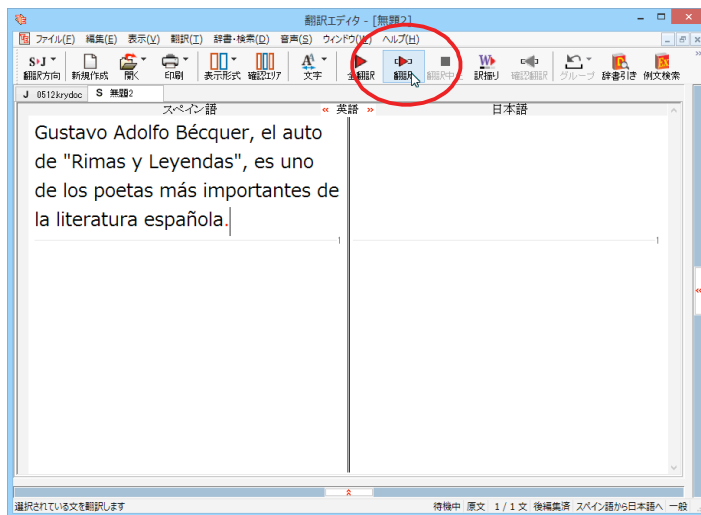 翻訳エディタ - [無題2]
ファイル(F) 編集(E) 表示(V) 翻訳(T) 辞書・検索(D) 音声(S) ウィンドウ(W) ヘルプ(H)
S›J
翻訳方向 新規作成 開く 印刷 表示形式 確認エリア 文字 全翻訳 翻訳 翻訳中止 訳振り 確認翻訳 グループ 辞書引き 例文検索
J 0512krydoc S 無題2
スペイン語 « 英語 » 日本語
Gustavo Adolfo Bécquer, el auto
de "Rimas y Leyendas", es uno
de los poetas más importantes de
la literatura española.
1 1
選択されている文を翻訳します 待機中 原文 1 / 1 文 後編集済 スペイン語から日本語へ 一般